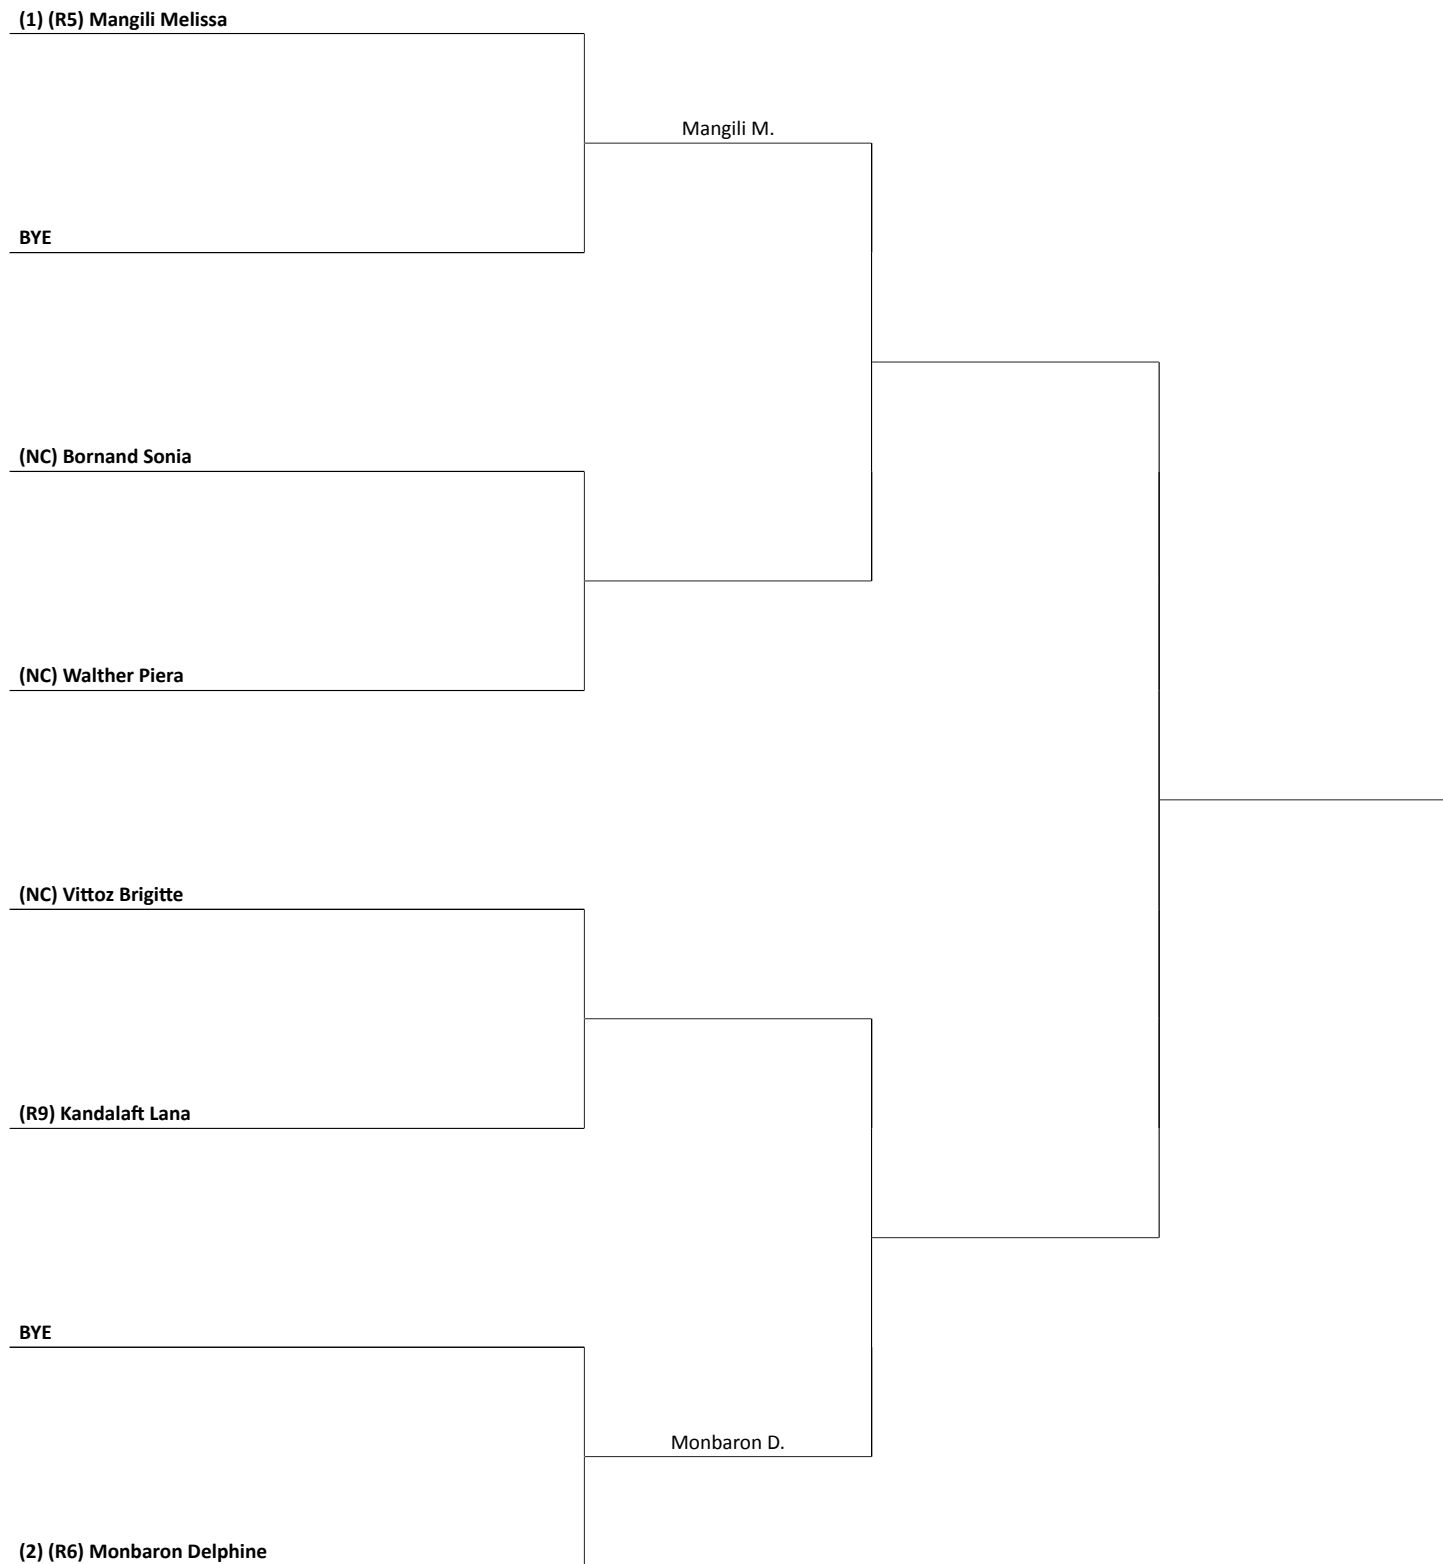 (1) (R5) Mangili Melissa
Mangili M.
BYE
(NC) Bornand Sonia
(NC) Walther Piera
(NC) Vittoz Brigitte
(R9) Kandalaft Lana
BYE
Monbaron D.
(2) (R6) Monbaron Delphine